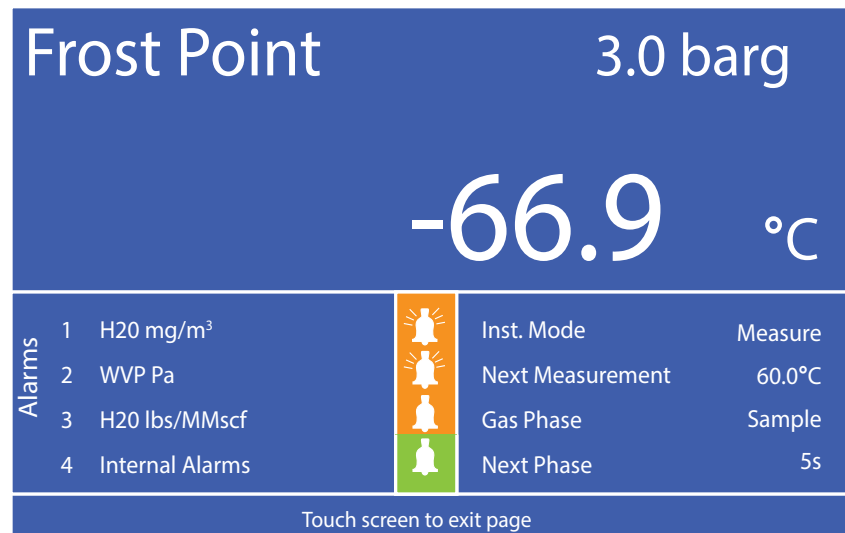 Frost Point 3.0 barg
-66.9 °C
Alarms
1 H20 mg/m³ Inst. Mode Measure
2 WVP Pa Next Measurement 60.0°C
3 H20 lbs/MMscf Gas Phase Sample
4 Internal Alarms Next Phase 5s
Touch screen to exit page